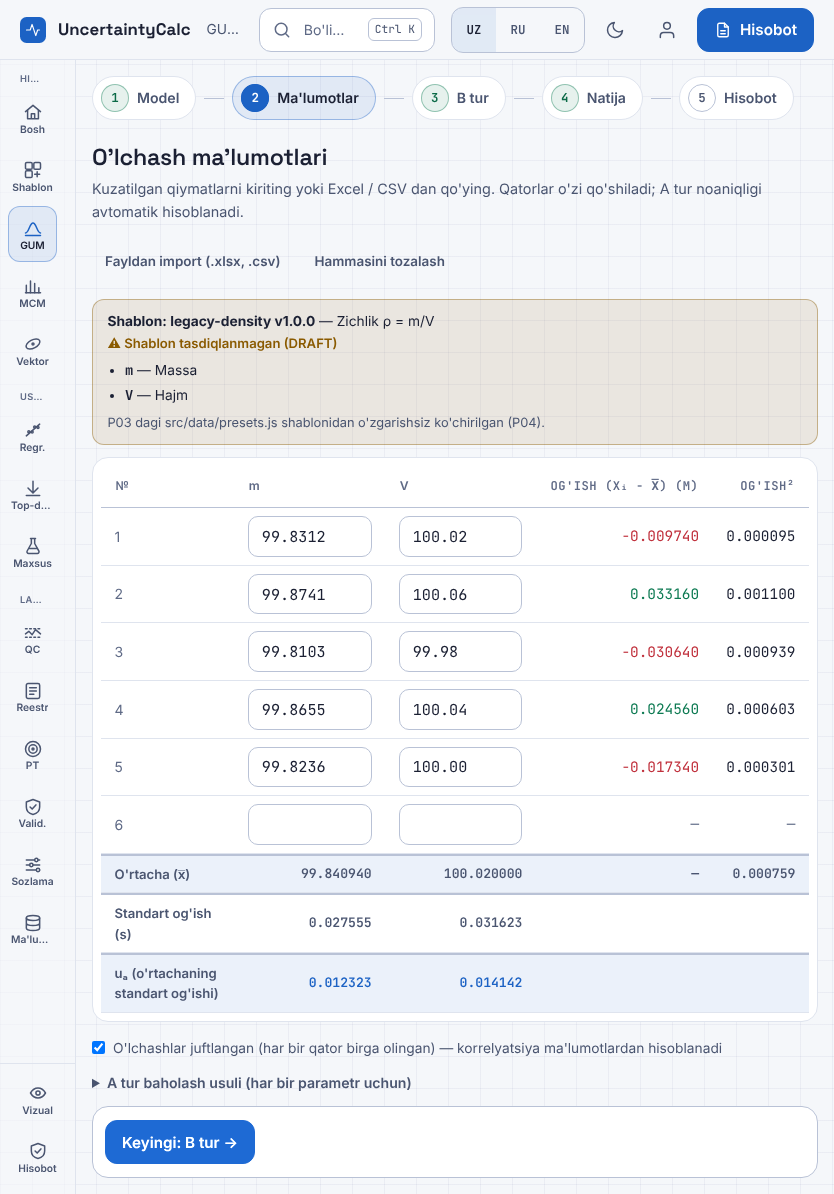 UncertaintyCalc GU... Bo'li... Ctrl K UZ RU EN Hisobot
HI...
Bosh
Shablon
GUM
MCM
Vektor
US...
Regr.
Top-d...
Maxsus
LA...
QC
Reestr
PT
Valid.
Sozlama
Ma'lu...
Vizual
Hisobot
1 Model 2 Ma'lumotlar 3 B tur 4 Natija 5 Hisobot
O'lchash ma'lumotlari
Kuzatilgan qiymatlarni kiriting yoki Excel / CSV dan qo'ying. Qatorlar o'zi qo'shiladi; A tur noaniqligi
avtomatik hisoblanadi.
Fayldan import (.xlsx, .csv) Hammasini tozalash
Shablon: legacy-density v1.0.0 — Zichlik ρ = m/V
⚠ Shablon tasdiqlanmagan (DRAFT)
• m — Massa
• V — Hajm
P03 dagi src/data/presets.js shablonidan o'zgarishsiz ko'chirilgan (P04).
№ m V OG'ISH (Xᵢ - X̅) (M) OG'ISH²
1 99.8312 100.02 -0.009740 0.000095
2 99.8741 100.06 0.033160 0.001100
3 99.8103 99.98 -0.030640 0.000939
4 99.8655 100.04 0.024560 0.000603
5 99.8236 100.00 -0.017340 0.000301
6 — —
O'rtacha (x̅) 99.840940 100.020000 — 0.000759
Standart og'ish
(s) 0.027555 0.031623
uₐ (o'rtachaning
standart og'ishi) 0.012323 0.014142
O'lchashlar juftlangan (har bir qator birga olingan) — korrelyatsiya ma'lumotlardan hisoblanadi
▶ A tur baholash usuli (har bir parametr uchun)
Keyingi: B tur →